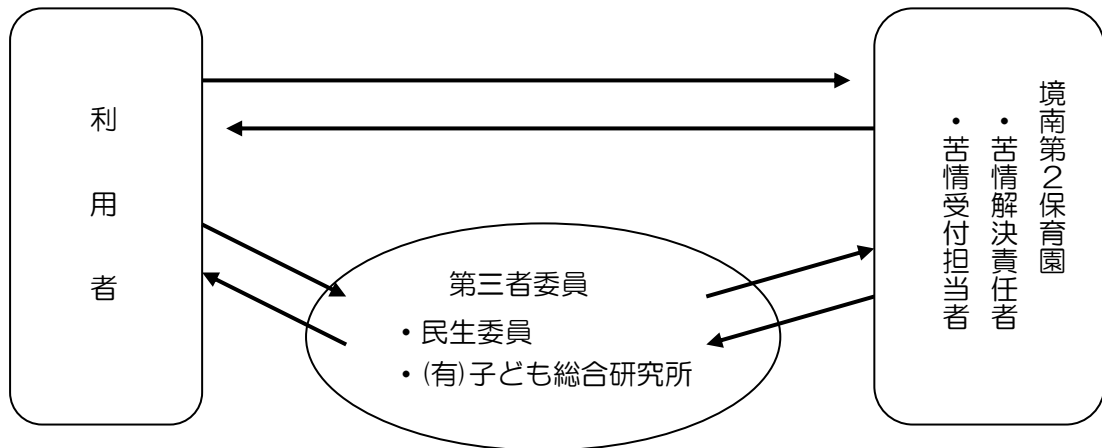 利用者
第三者委員
・民生委員
・(有)子ども総合研究所
境南第2保育園
・苦情解決責任者
・苦情受付担当者